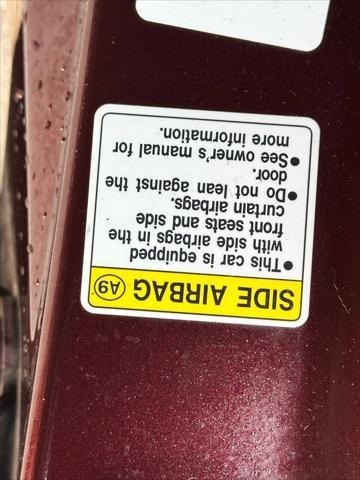 SIDE AIRBAG A9
●This car is equipped
with side airbags in the
front seats and side
curtain airbags.
●Do not lean against the
door.
●See owner's manual for
more information.